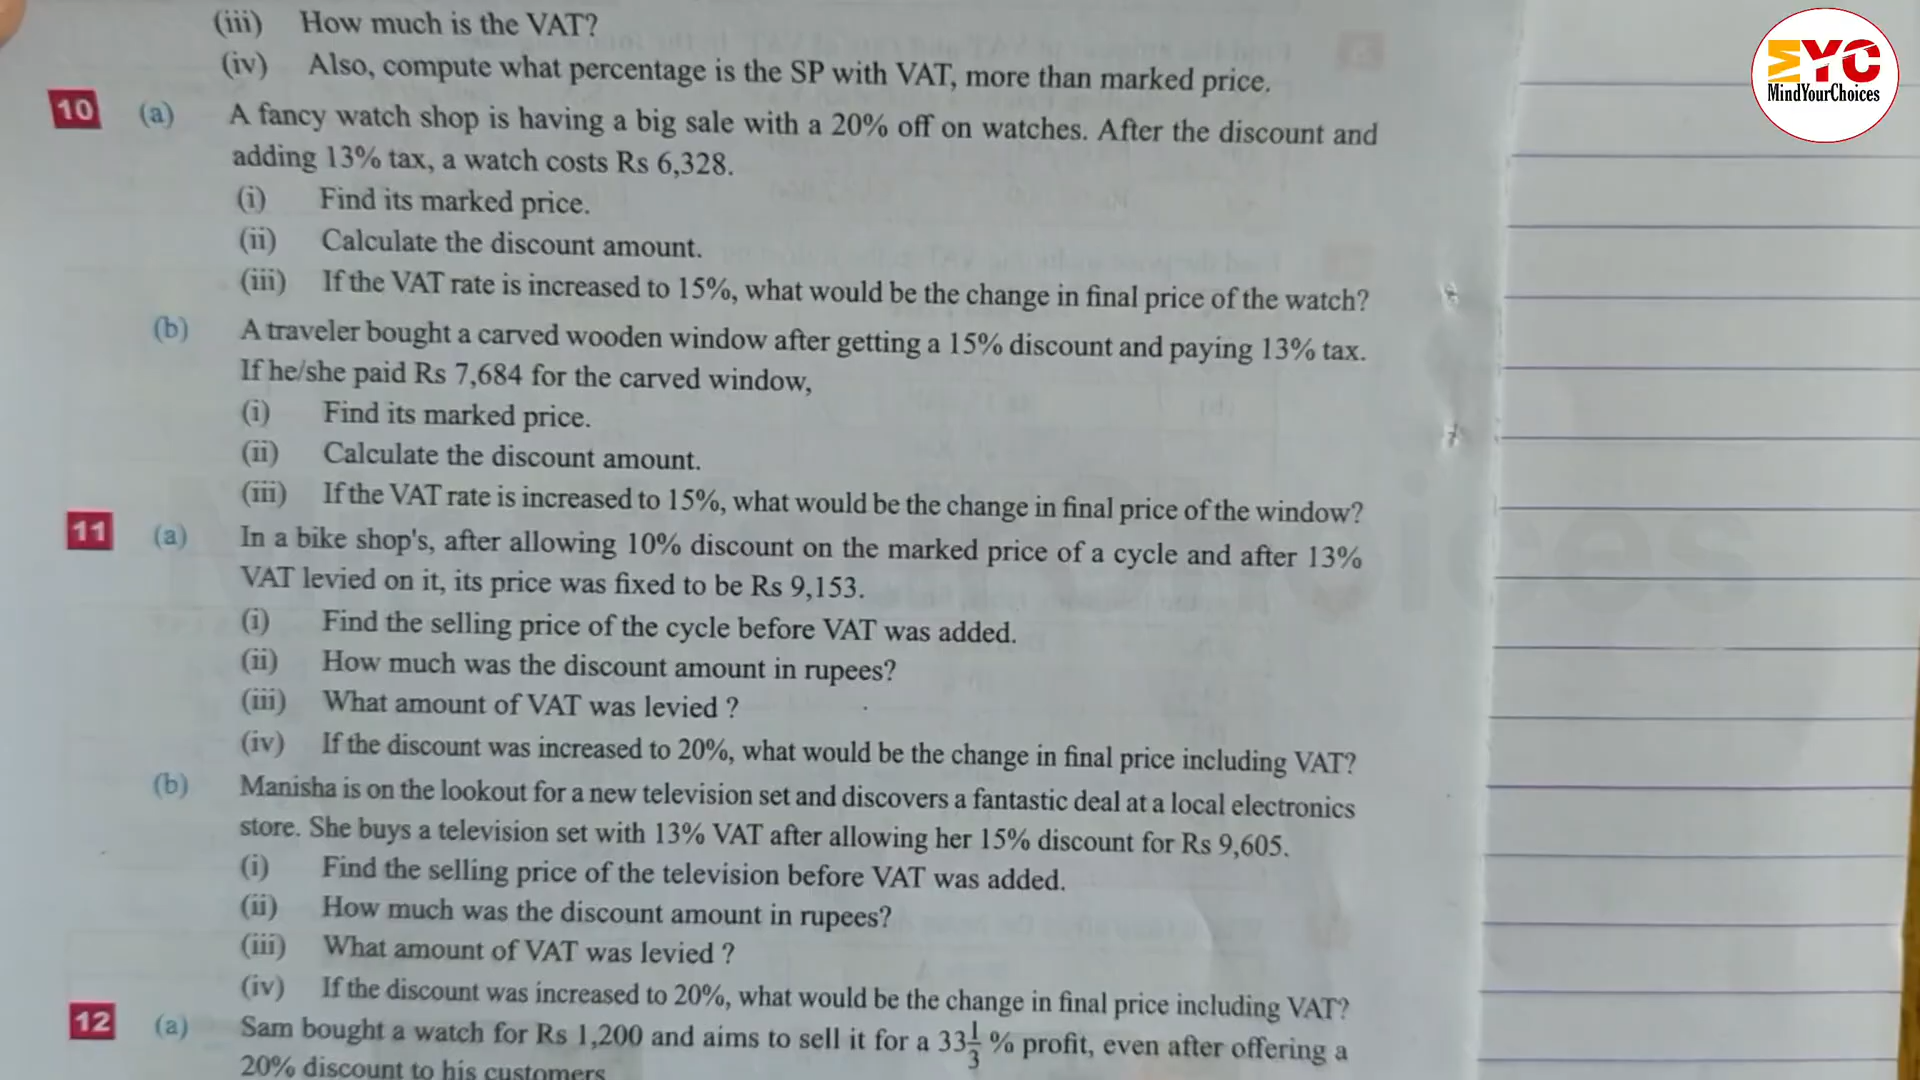 (iii) How much is the VAT?
(iv) Also, compute what percentage is the SP with VAT, more than marked price.
10 (a) A fancy watch shop is having a big sale with a 20% off on watches. After the discount and
adding 13% tax, a watch costs Rs 6,328.
(i) Find its marked price.
(ii) Calculate the discount amount.
(iii) If the VAT rate is increased to 15%, what would be the change in final price of the watch?
(b) A traveler bought a carved wooden window after getting a 15% discount and paying 13% tax.
If he/she paid Rs 7,684 for the carved window,
(i) Find its marked price.
(ii) Calculate the discount amount.
(iii) If the VAT rate is increased to 15%, what would be the change in final price of the window?
11 (a) In a bike shop's, after allowing 10% discount on the marked price of a cycle and after 13%
VAT levied on it, its price was fixed to be Rs 9,153.
(i) Find the selling price of the cycle before VAT was added.
(ii) How much was the discount amount in rupees?
(iii) What amount of VAT was levied ?
(iv) If the discount was increased to 20%, what would be the change in final price including VAT?
(b) Manisha is on the lookout for a new television set and discovers a fantastic deal at a local electronics
store. She buys a television set with 13% VAT after allowing her 15% discount for Rs 9,605.
(i) Find the selling price of the television before VAT was added.
(ii) How much was the discount amount in rupees?
(iii) What amount of VAT was levied ?
(iv) If the discount was increased to 20%, what would be the change in final price including VAT?
12 (a) Sam bought a watch for Rs 1,200 and aims to sell it for a 33 1/3 % profit, even after offering a
20% discount to his customers
MYC
MindYourChoices